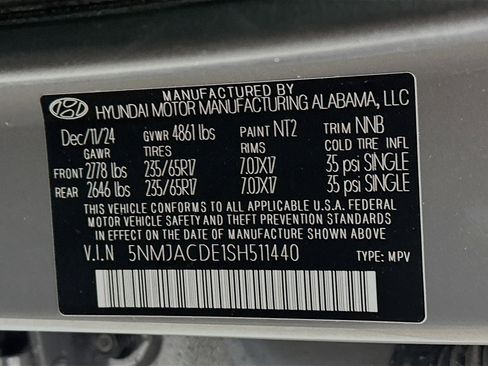 MANUFACTURED BY
HYUNDAI MOTOR MANUFACTURING ALABAMA, LLC
Dec/11/24 GVWR 4861 lbs PAINT NT2 TRIM NNB
GAWR TIRES RIMS COLD TIRE INFL
FRONT 2778 lbs 235/65R17 7.0JX17 35 psi SINGLE
REAR 2646 lbs 235/65R17 7.0JX17 35 psi SINGLE
THIS VEHICLE CONFORMS TO ALL APPLICABLE U.S.A. FEDERAL
MOTOR VEHICLE SAFETY AND THEFT PREVENTION STANDARDS
IN EFFECT ON THE DATE OF MANUFACTURE SHOWN ABOVE.
V.I.N 5NMJACDE1SH511440 TYPE: MPV